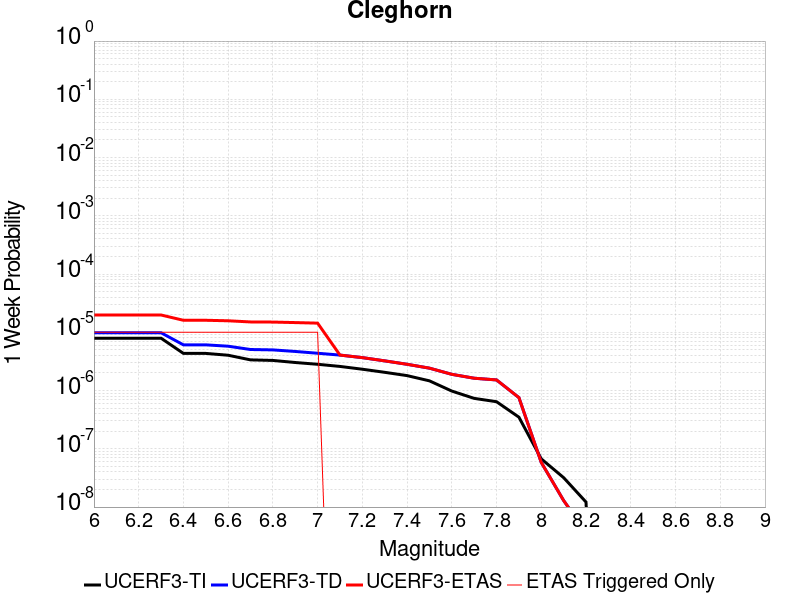 Cleghorn
10^0
10^-1
10^-2
10^-3
10^-4
10^-5
10^-6
10^-7
10^-8
1 Week Probability
6 6.2 6.4 6.6 6.8 7 7.2 7.4 7.6 7.8 8 8.2 8.4 8.6 8.8 9
Magnitude
UCERF3-TI UCERF3-TD UCERF3-ETAS ETAS Triggered Only